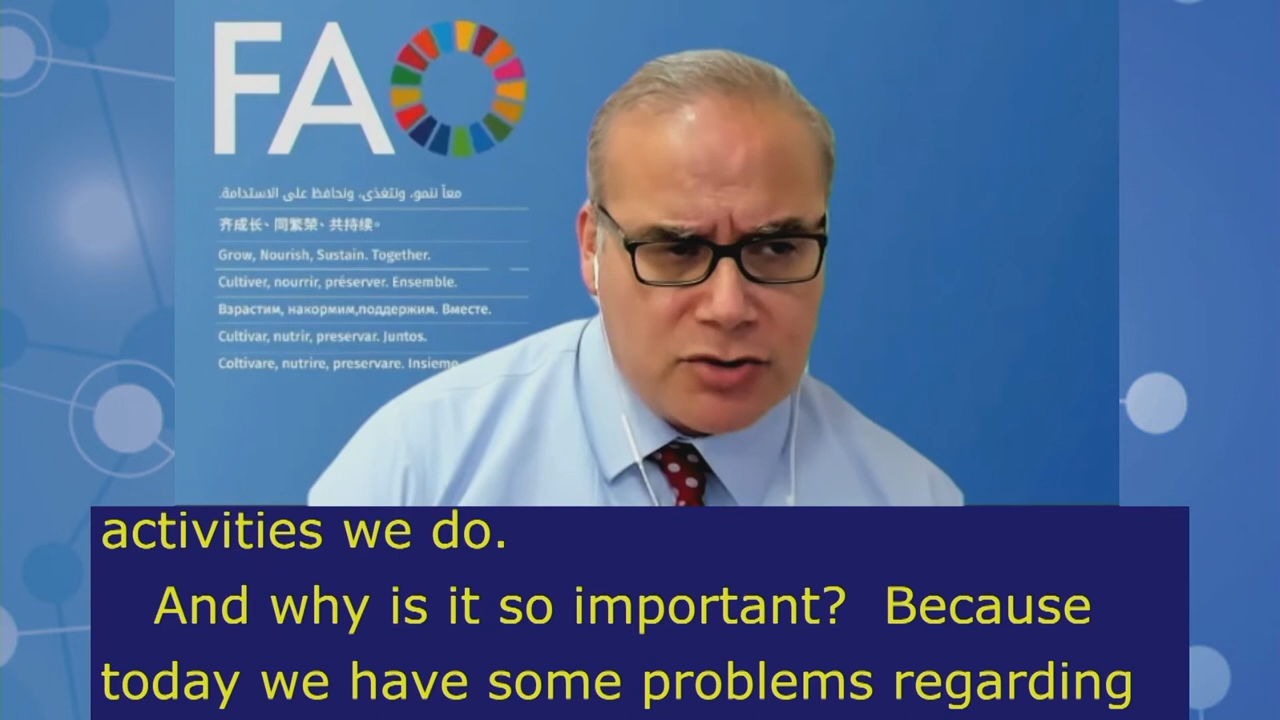 FAO
معاً ننمو، ونتغذى، ونحافظ على الاستدامة.
齐成长、同繁荣、共持续。
Grow, Nourish, Sustain. Together.
Cultiver, nourrir, préserver. Ensemble.
Взрастим, накормим,поддержим. Вместе.
Cultivar, nutrir, preservar. Juntos.
Coltivare, nutrire, preservare. Insieme
activities we do.
And why is it so important? Because
today we have some problems regarding